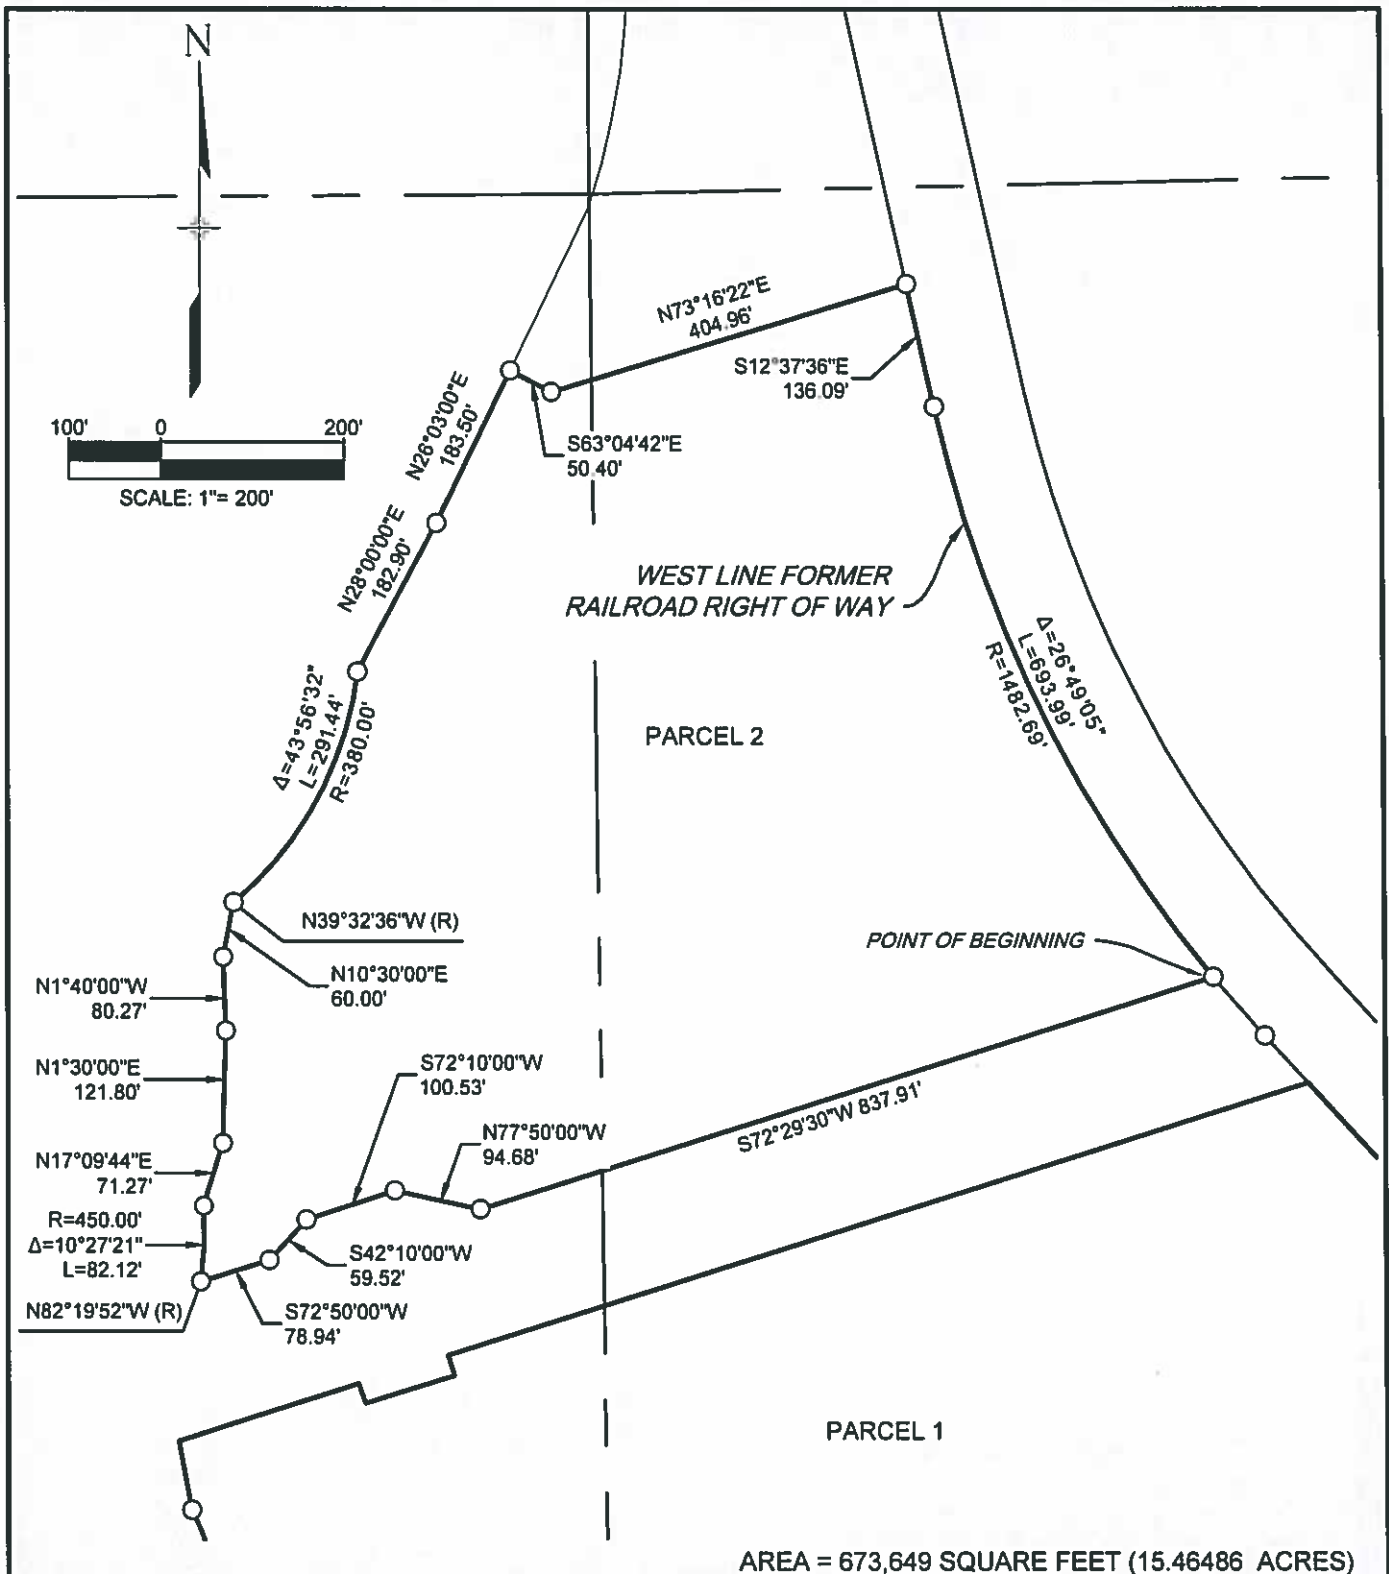 N
N73°16'22"E
404.96'
S12°37'36"E
136.09'
100' 0 200'
SCALE: 1"= 200'
N26°03'00"E
183.50'
S63°04'42"E
50.40'
N28°00'00"E
182.90'
WEST LINE FORMER
RAILROAD RIGHT OF WAY
Δ=26°49'05"
L=693.99'
R=1482.69'
Δ=43°56'32"
L=291.44'
R=380.00'
PARCEL 2
N39°32'36"W (R)
POINT OF BEGINNING
N10°30'00"E
60.00'
N1°40'00"W
80.27'
N1°30'00"E
121.80'
S72°10'00"W
100.53'
S72°29'30"W 837.91'
N77°50'00"W
94.68'
N17°09'44"E
71.27'
R=450.00'
Δ=10°27'21"
L=82.12'
S42°10'00"W
59.52'
N82°19'52"W (R)
S72°50'00"W
78.94'
PARCEL 1
AREA = 673,649 SQUARE FEET (15.46486 ACRES)